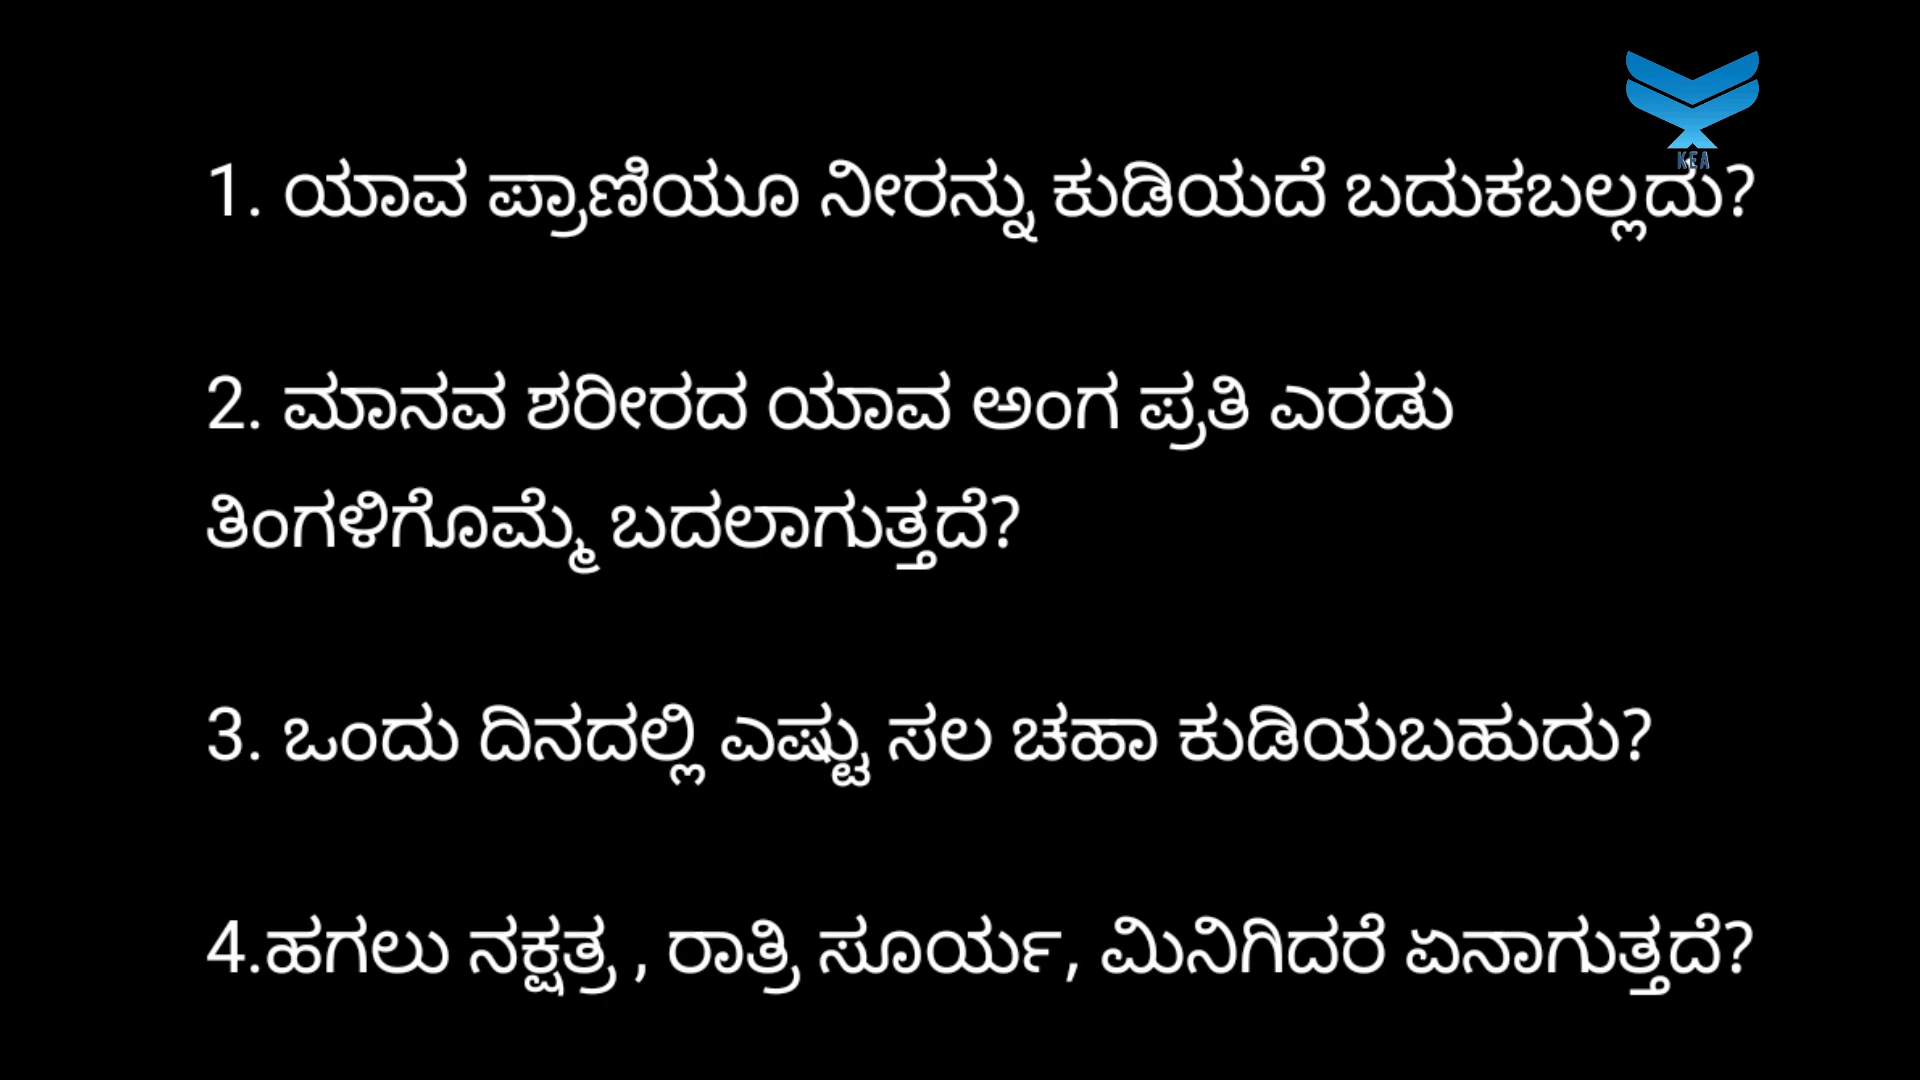 KEA
1. ಯಾವ ಪ್ರಾಣಿಯೂ ನೀರನ್ನು ಕುಡಿಯದೆ ಬದುಕಬಲ್ಲದು?
2. ಮಾನವ ಶರೀರದ ಯಾವ ಅಂಗ ಪ್ರತಿ ಎರಡು
ತಿಂಗಳಿಗೊಮ್ಮೆ ಬದಲಾಗುತ್ತದೆ?
3. ಒಂದು ದಿನದಲ್ಲಿ ಎಷ್ಟು ಸಲ ಚಹಾ ಕುಡಿಯಬಹುದು?
4.ಹಗಲು ನಕ್ಷತ್ರ , ರಾತ್ರಿ ಸೂರ್ಯ, ಮಿನಿಗಿದರೆ ಏನಾಗುತ್ತದೆ?